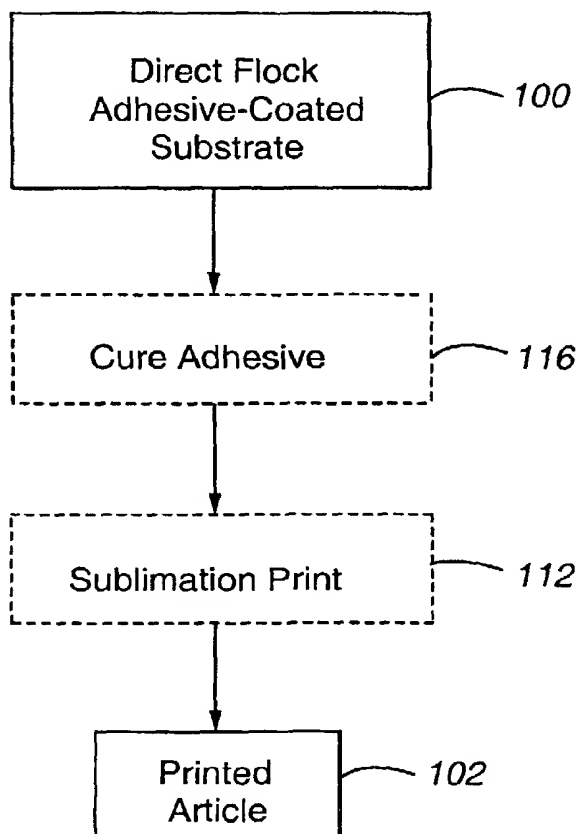 Direct Flock
Adhesive-Coated
Substrate
100
Cure Adhesive
116
Sublimation Print
112
Printed
Article
102